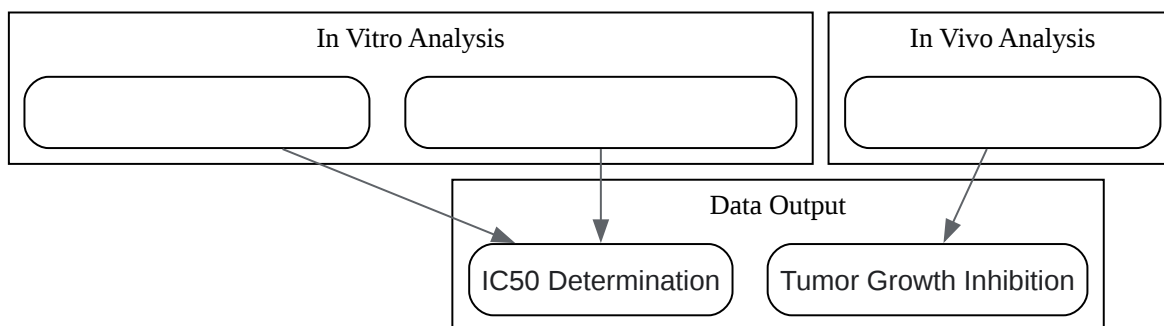 In Vitro Analysis
In Vivo Analysis
Data Output
IC50 Determination
Tumor Growth Inhibition